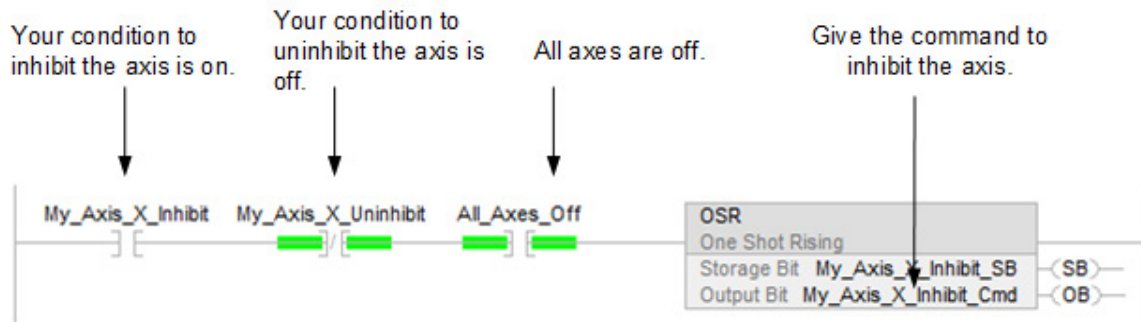 Your condition to
inhibit the axis is on.
Your condition to
uninhibit the axis is
off.
All axes are off.
Give the command to
inhibit the axis.
My_Axis_X_Inhibit
My_Axis_X_Uninhibit
All_Axes_Off
OSR
One Shot Rising
Storage Bit My_Axis_X_Inhibit_SB
SB
Output Bit My_Axis_X_Inhibit_Cmd
OB